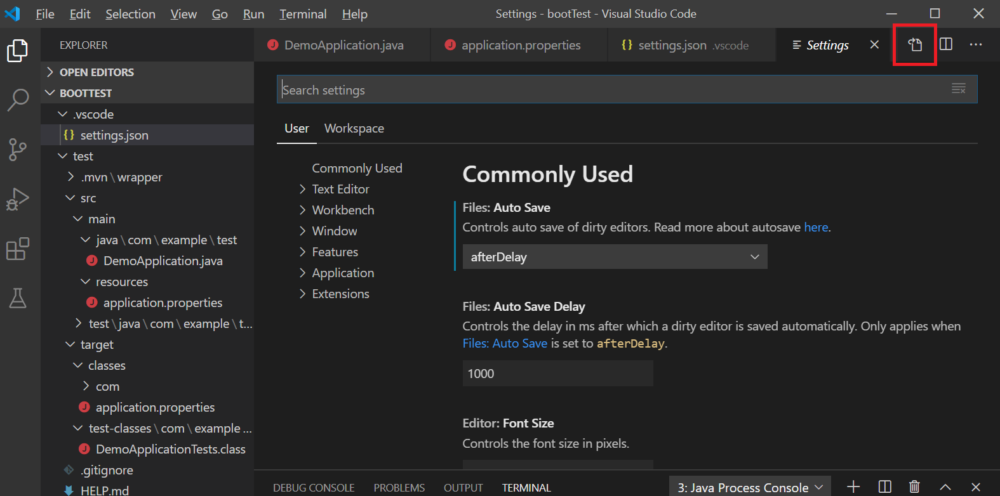 File Edit Selection View Go Run Terminal Help
Settings - bootTest - Visual Studio Code
EXPLORER
OPEN EDITORS
BOOTTEST
.vscode
{} settings.json
test
.mvn\wrapper
src
main
java\com\example\test
J DemoApplication.java
resources
J application.properties
test\java\com\example\t...
target
classes
com
J application.properties
test-classes\com\example ...
J DemoApplicationTests.class
.gitignore
HELP.md
J DemoApplication.java
J application.properties
{} settings.json .vscode
Settings
Search settings
User Workspace
Commonly Used
Text Editor
Workbench
Window
Features
Application
Extensions
Commonly Used
Files: Auto Save
Controls auto save of dirty editors. Read more about autosave here.
afterDelay
Files: Auto Save Delay
Controls the delay in ms after which a dirty editor is saved automatically. Only applies when
Files: Auto Save is set to afterDelay.
1000
Editor: Font Size
Controls the font size in pixels.
DEBUG CONSOLE PROBLEMS OUTPUT TERMINAL
3: Java Process Console